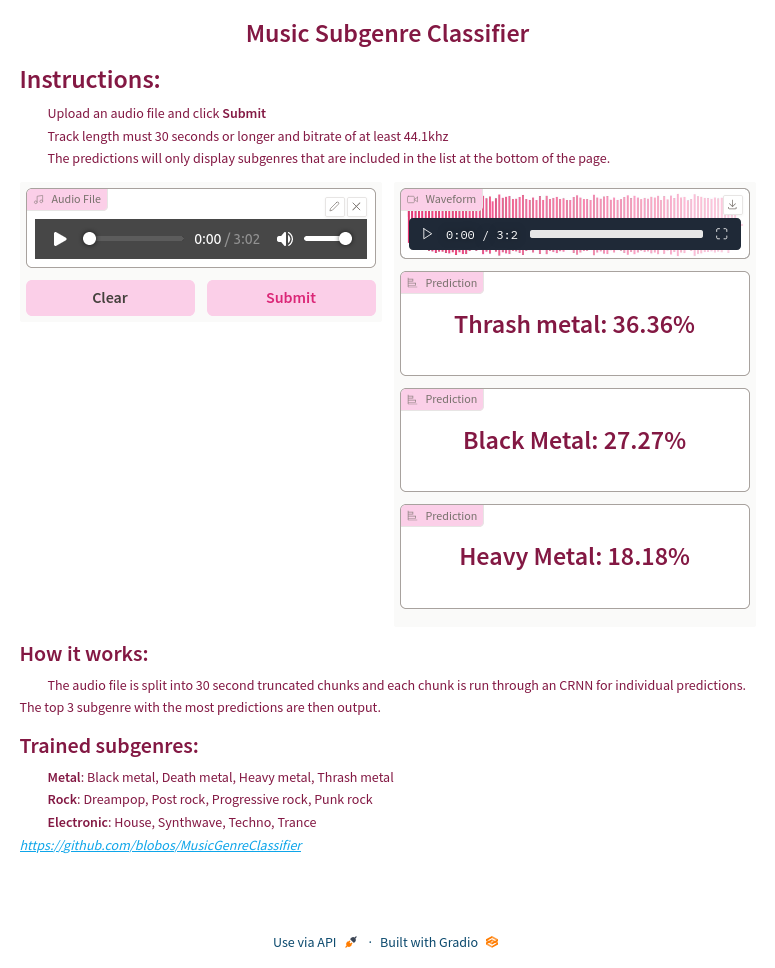 Music Subgenre Classifier
Instructions:
Upload an audio file and click Submit
Track length must 30 seconds or longer and bitrate of at least 44.1khz
The predictions will only display subgenres that are included in the list at the bottom of the page.
Audio File
0:00 / 3:02
Clear
Submit
Waveform
0:00 / 3:2
Prediction
Thrash metal: 36.36%
Prediction
Black Metal: 27.27%
Prediction
Heavy Metal: 18.18%
How it works:
The audio file is split into 30 second truncated chunks and each chunk is run through an CRNN for individual predictions.
The top 3 subgenre with the most predictions are then output.
Trained subgenres:
Metal: Black metal, Death metal, Heavy metal, Thrash metal
Rock: Dreampop, Post rock, Progressive rock, Punk rock
Electronic: House, Synthwave, Techno, Trance
https://github.com/blobos/MusicGenreClassifier
Use via API · Built with Gradio